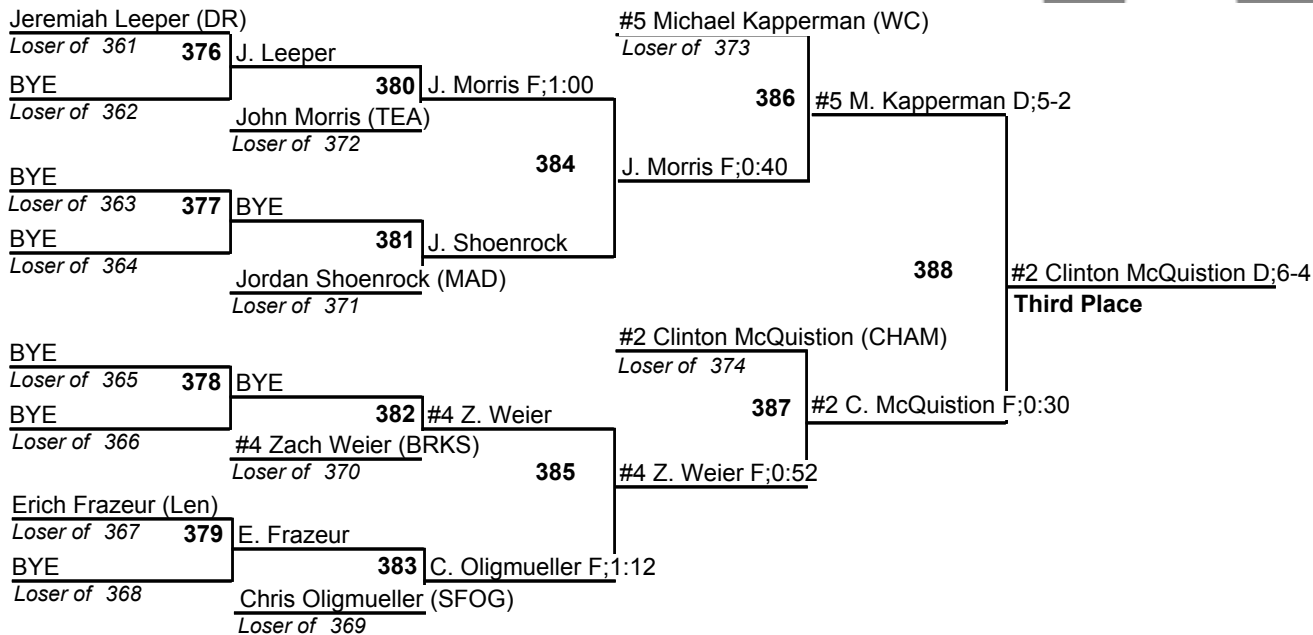 Jeremiah Leeper (DR)
Loser of 361
376
J. Leeper
BYE
Loser of 362
380
J. Morris F;1:00
John Morris (TEA)
Loser of 372
384
BYE
Loser of 363
377
BYE
BYE
Loser of 364
381
J. Shoenrock
Jordan Shoenrock (MAD)
Loser of 371
BYE
Loser of 365
378
BYE
BYE
Loser of 366
382
#4 Z. Weier
#4 Zach Weier (BRKS)
Loser of 370
385
Erich Frazeur (Len)
Loser of 367
379
E. Frazeur
BYE
Loser of 368
383
C. Oligmueller F;1:12
Chris Oligmueller (SFOG)
Loser of 369
#5 Michael Kapperman (WC)
Loser of 373
386
#5 M. Kapperman D;5-2
J. Morris F;0:40
388
#2 Clinton McQuistion D;6-4
Third Place
#2 Clinton McQuistion (CHAM)
Loser of 374
387
#2 C. McQuistion F;0:30
#4 Z. Weier F;0:52